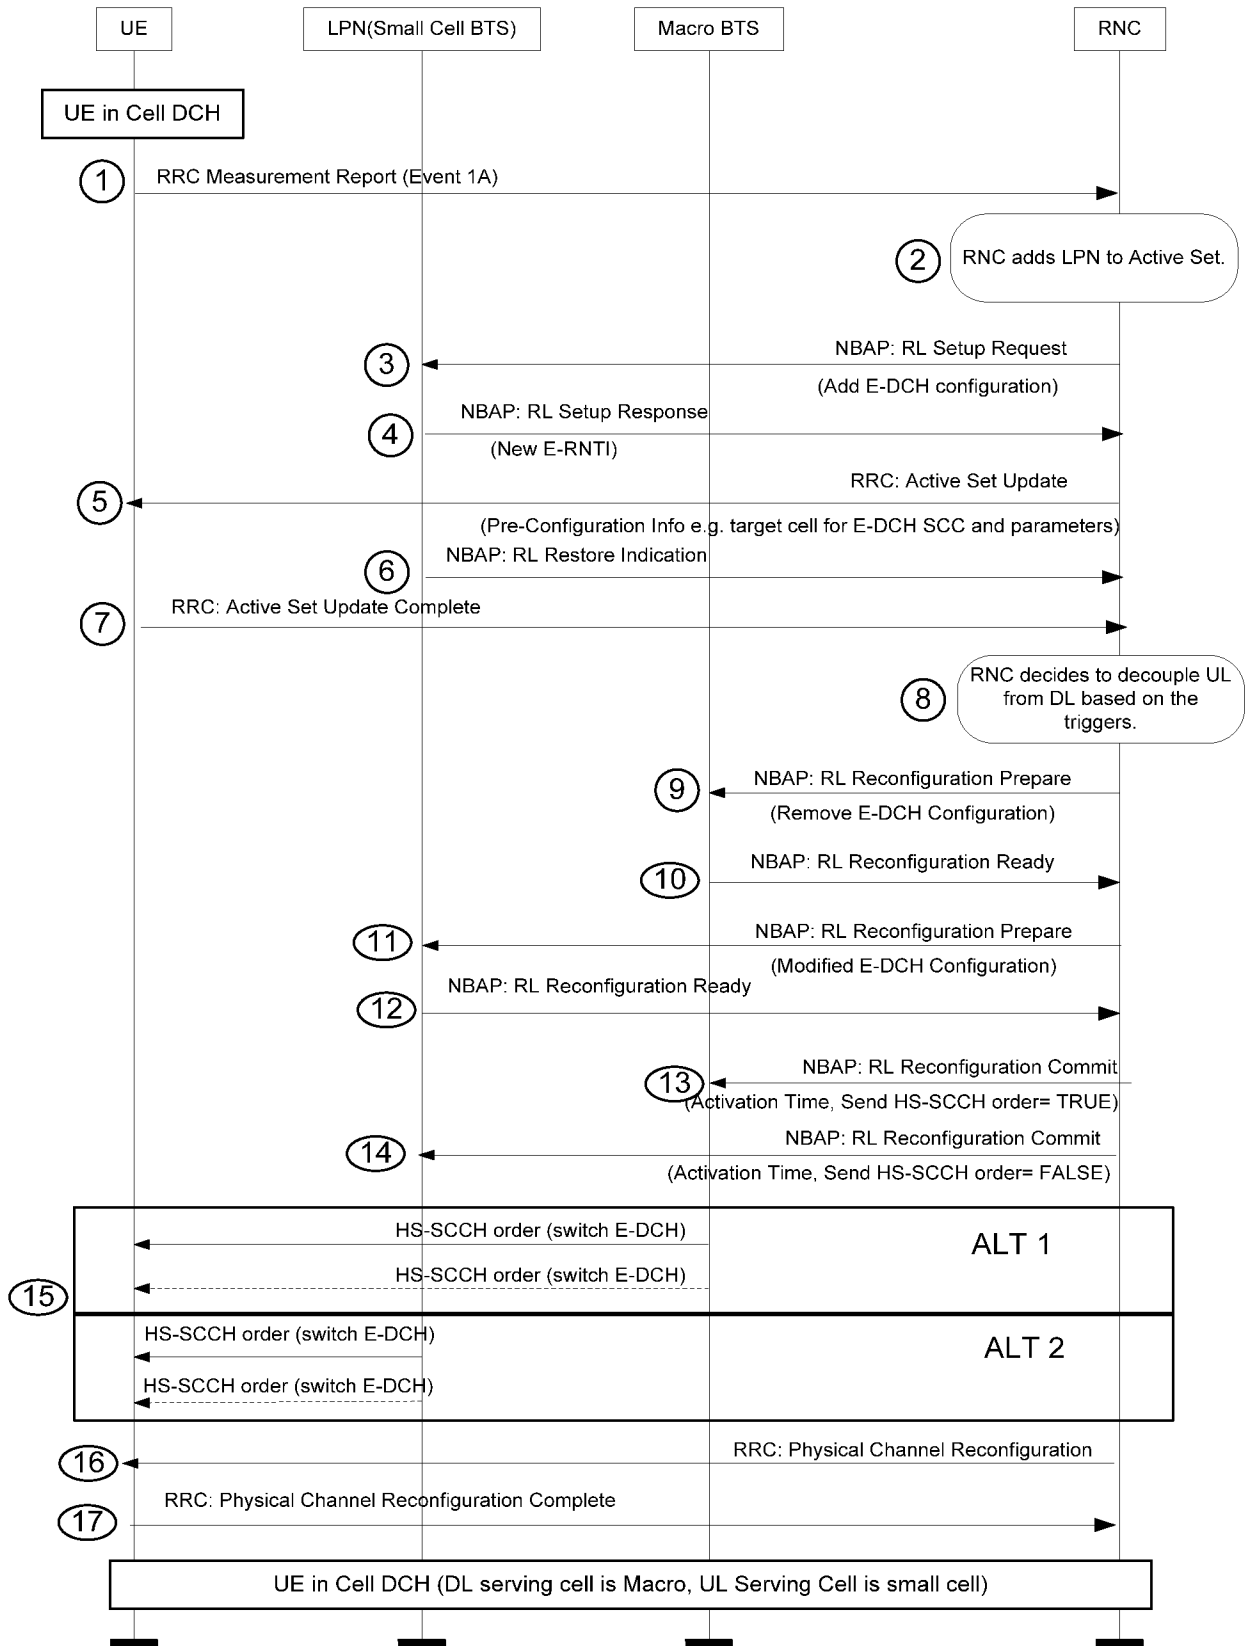 UE
LPN(Small Cell BTS)
Macro BTS
RNC
UE in Cell DCH
1
RRC Measurement Report (Event 1A)
2
RNC adds LPN to Active Set.
3
NBAP: RL Setup Request
(Add E-DCH configuration)
4
NBAP: RL Setup Response
(New E-RNTI)
5
RRC: Active Set Update
(Pre-Configuration Info e.g. target cell for E-DCH SCC and parameters)
6
NBAP: RL Restore Indication
7
RRC: Active Set Update Complete
8
RNC decides to decouple UL
from DL based on the
triggers.
9
NBAP: RL Reconfiguration Prepare
(Remove E-DCH Configuration)
10
NBAP: RL Reconfiguration Ready
11
NBAP: RL Reconfiguration Prepare
(Modified E-DCH Configuration)
12
NBAP: RL Reconfiguration Ready
13
NBAP: RL Reconfiguration Commit
(Activation Time, Send HS-SCCH order= TRUE)
14
NBAP: RL Reconfiguration Commit
(Activation Time, Send HS-SCCH order= FALSE)
15
HS-SCCH order (switch E-DCH)
ALT 1
HS-SCCH order (switch E-DCH)
HS-SCCH order (switch E-DCH)
ALT 2
HS-SCCH order (switch E-DCH)
16
RRC: Physical Channel Reconfiguration
17
RRC: Physical Channel Reconfiguration Complete
UE in Cell DCH (DL serving cell is Macro, UL Serving Cell is small cell)